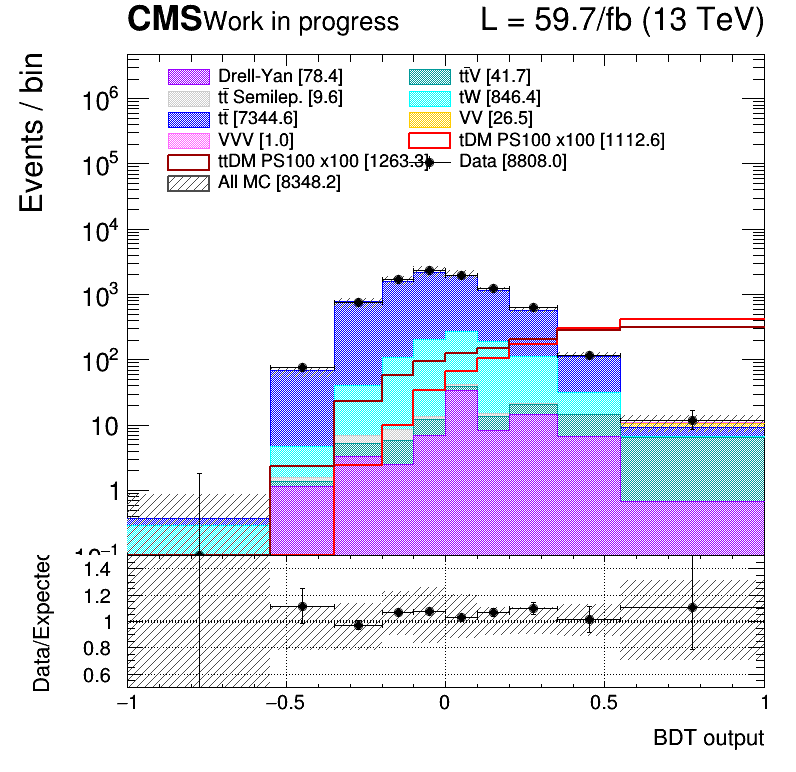 CMS Work in progress L = 59.7/fb (13 TeV)
Events / bin
Drell-Yan [78.4] tt̄V [41.7]
tt̄ Semilep. [9.6] tW [846.4]
tt̄ [7344.6] VV [26.5]
VVV [1.0] tDM PS100 x100 [1112.6]
ttDM PS100 x100 [1263.3] Data [8808.0]
All MC [8348.2]
10⁶
10⁵
10⁴
10³
10²
10
1
10⁻¹
Data/Expected
1.4
1.2
1
0.8
0.6
−1 −0.5 0 0.5 1
BDT output